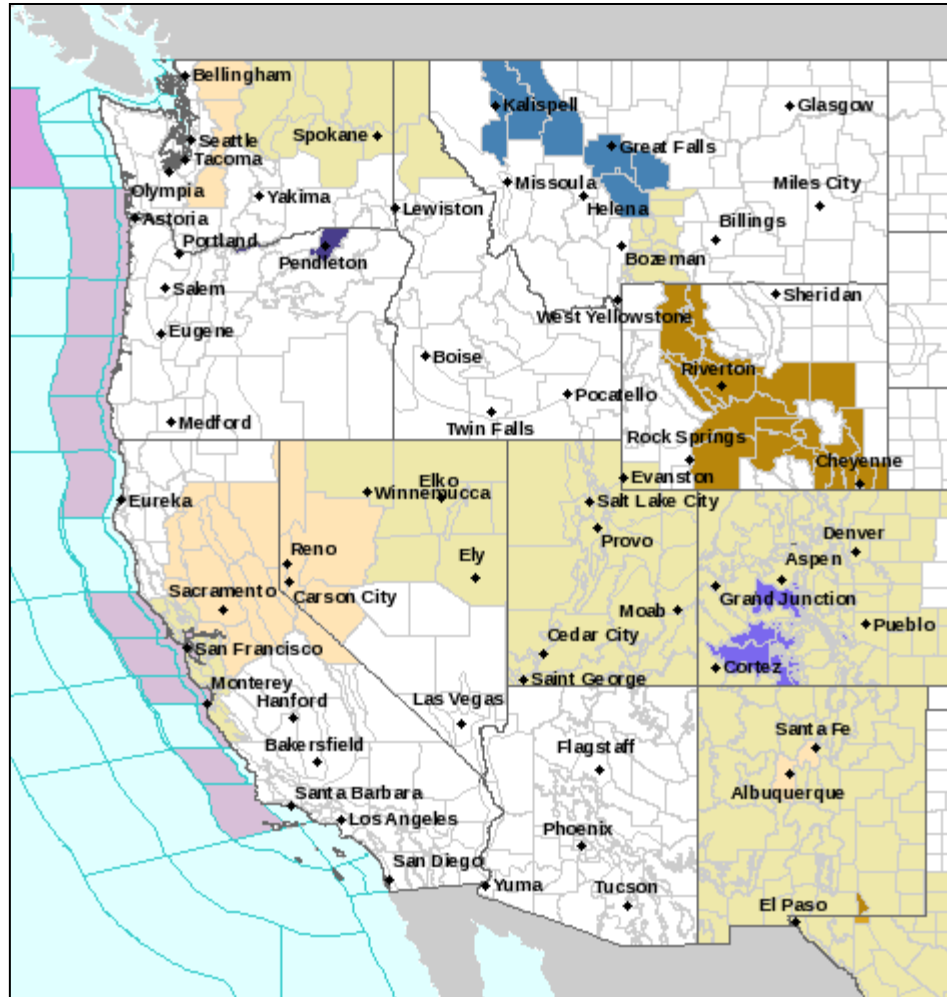 Bellingham
Kalispell
Glasgow
Spokane
Seattle
Great Falls
Tacoma
Olympia
Yakima
Missoula
Miles City
Helena
Astoria
Lewiston
Billings
Portland
Pendleton
Bozeman
Salem
Sheridan
West Yellowstone
Eugene
Boise
Riverton
Pocatello
Medford
Twin Falls
Rock Springs
Cheyenne
Elko
Evanston
Winnemucca
Eureka
Salt Lake City
Provo
Denver
Reno
Ely
Aspen
Sacramento
Carson City
Grand Junction
Moab
Pueblo
Cedar City
San Francisco
Cortez
Saint George
Monterey
Hanford
Las Vegas
Santa Fe
Bakersfield
Flagstaff
Albuquerque
Santa Barbara
Los Angeles
Phoenix
San Diego
Yuma
Tucson
El Paso